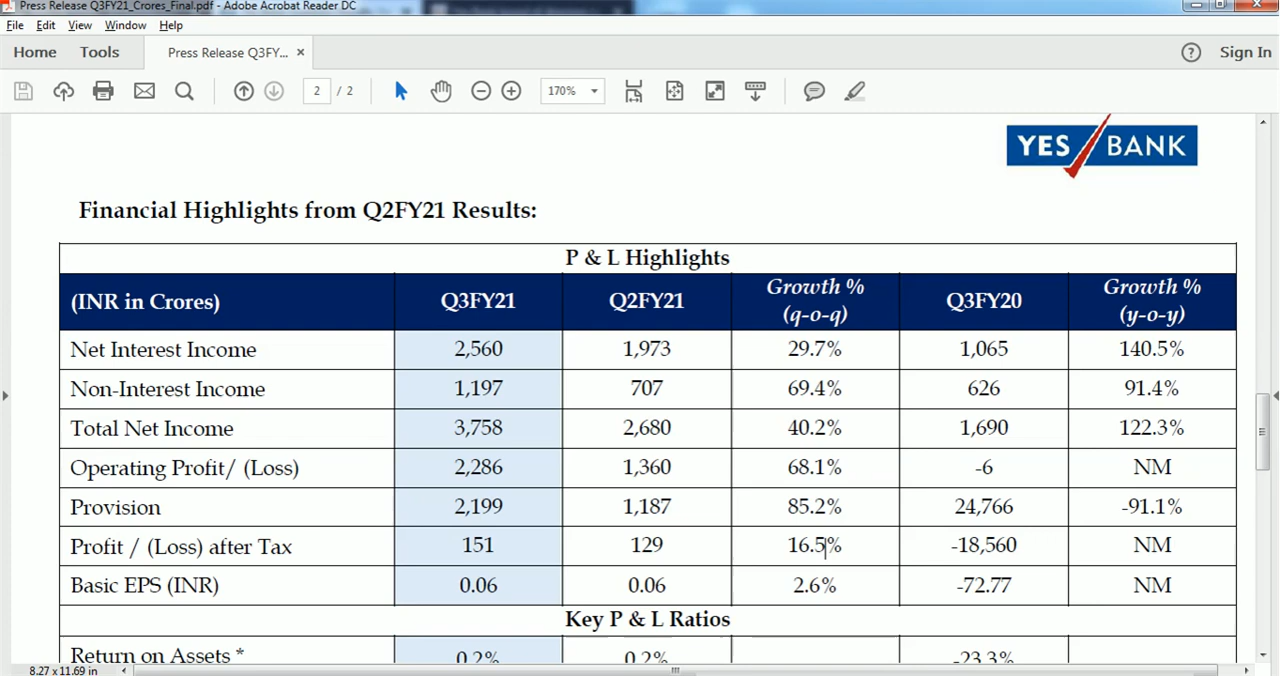 Press Release Q3FY21_Crores_Final.pdf - Adobe Acrobat Reader DC
File Edit View Window Help
Home Tools Press Release Q3FY... × ? Sign In
2 / 2 170%
YES BANK
Financial Highlights from Q2FY21 Results:
P & L Highlights
(INR in Crores) Q3FY21 Q2FY21 Growth % (q-o-q) Q3FY20 Growth % (y-o-y)
Net Interest Income 2,560 1,973 29.7% 1,065 140.5%
Non-Interest Income 1,197 707 69.4% 626 91.4%
Total Net Income 3,758 2,680 40.2% 1,690 122.3%
Operating Profit/ (Loss) 2,286 1,360 68.1% -6 NM
Provision 2,199 1,187 85.2% 24,766 -91.1%
Profit / (Loss) after Tax 151 129 16.5% -18,560 NM
Basic EPS (INR) 0.06 0.06 2.6% -72.77 NM
Key P & L Ratios
Return on Assets * 0.2% 0.2% -23.3%
8.27 x 11.69 in